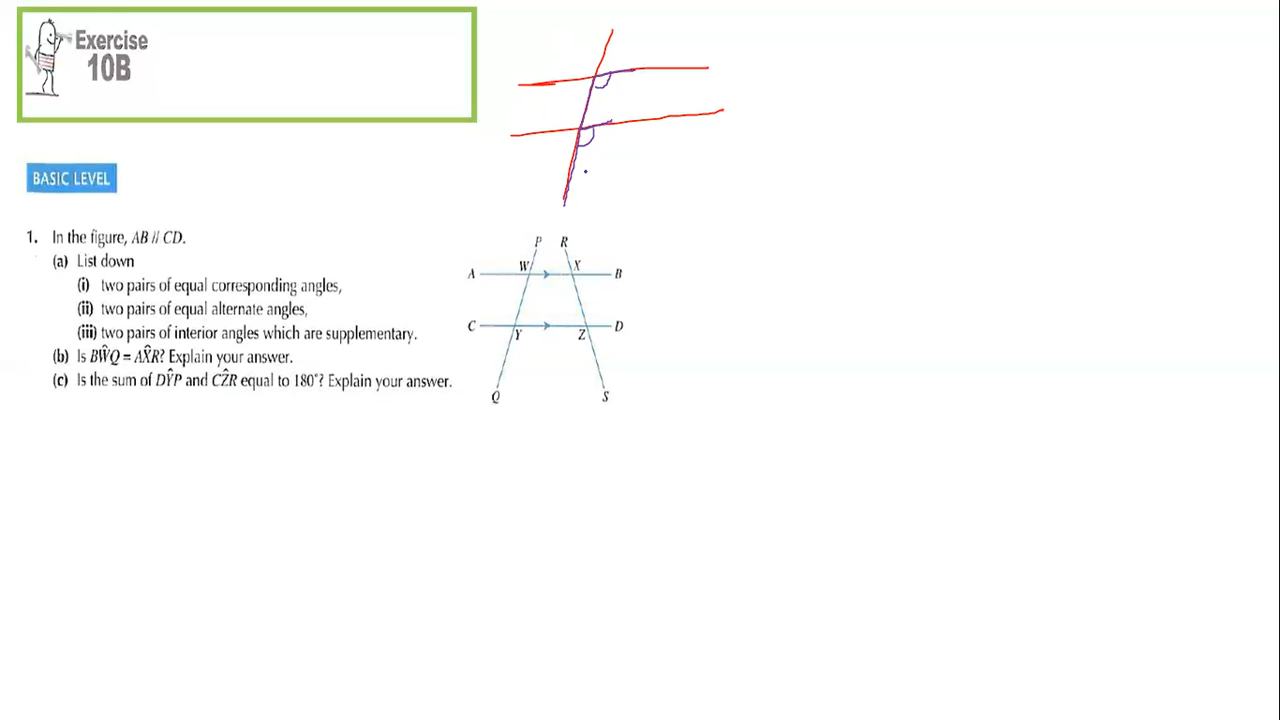 Exercise
10B
BASIC LEVEL
1. In the figure, AB // CD.
(a) List down
(i) two pairs of equal corresponding angles,
(ii) two pairs of equal alternate angles,
(iii) two pairs of interior angles which are supplementary.
(b) Is BŴQ = AX̂R? Explain your answer.
(c) Is the sum of DŶP and CẐR equal to 180°? Explain your answer.
P R
A W X B
C Y Z D
Q S